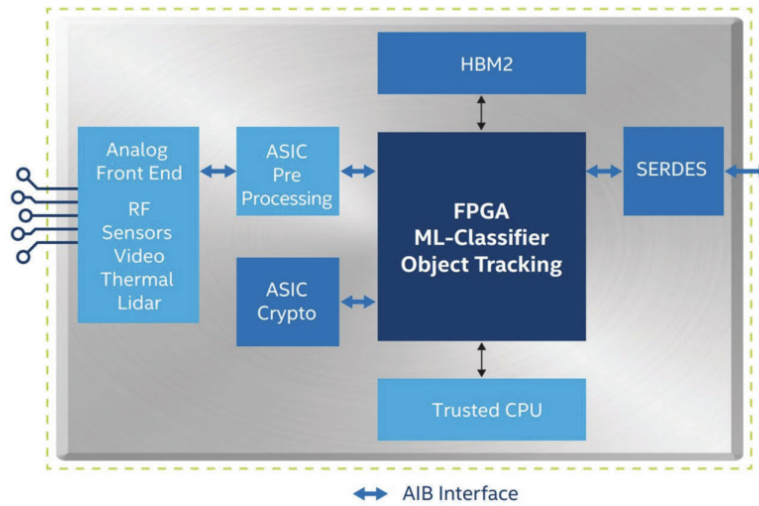 HBM2
Analog
Front End
RF
Sensors
Video
Thermal
Lidar
ASIC
Pre
Processing
FPGA
ML-Classifier
Object Tracking
SERDES
ASIC
Crypto
Trusted CPU
AIB Interface